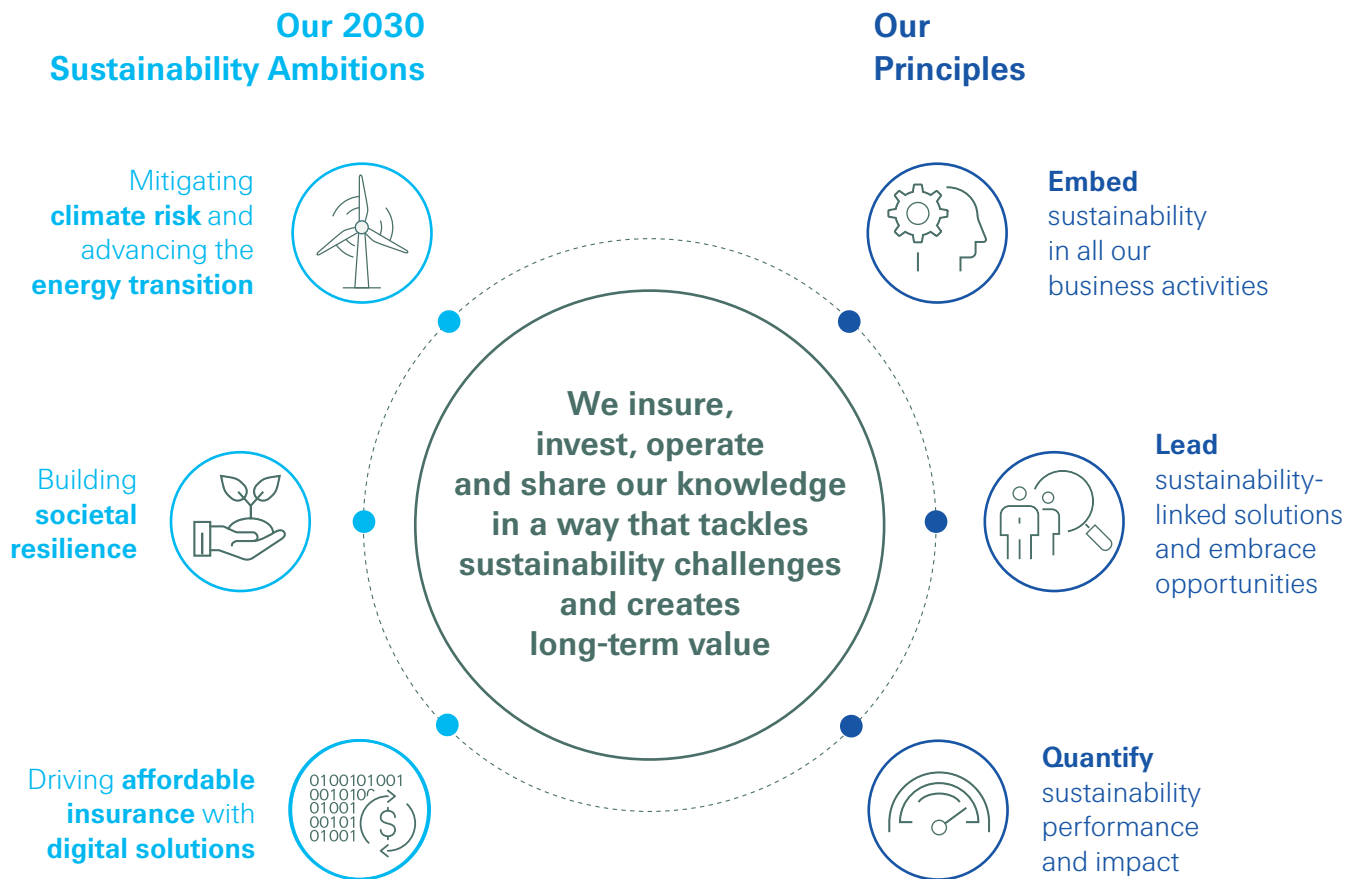 Our 2030
Sustainability Ambitions
Mitigating
climate risk and
advancing the
energy transition
Building
societal
resilience
Driving affordable
insurance with
digital solutions
0100101001
001010
01001
00101
01001
$
We insure,
invest, operate
and share our knowledge
in a way that tackles
sustainability challenges
and creates
long-term value
Our
Principles
Embed
sustainability
in all our
business activities
Lead
sustainability-
linked solutions
and embrace
opportunities
Quantify
sustainability
performance
and impact